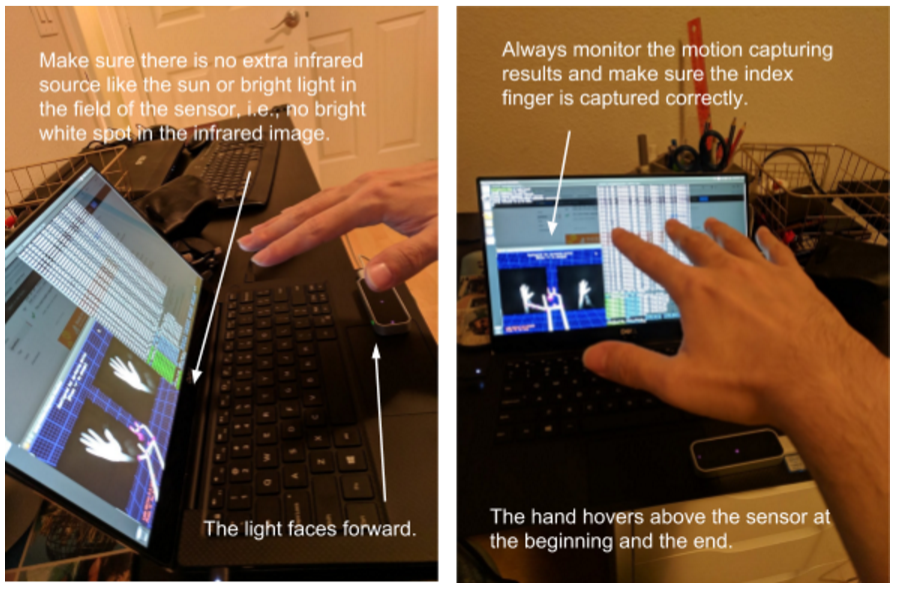 Make sure there is no extra infrared
source like the sun or bright light in
the field of the sensor, i.e., no bright
white spot in the infrared image.
The light faces forward.
Always monitor the motion capturing
results and make sure the index
finger is captured correctly.
The hand hovers above the sensor at
the beginning and the end.